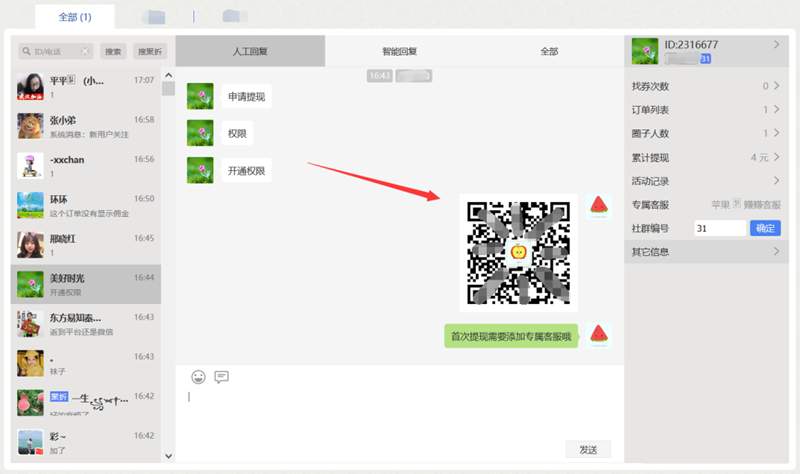 全部 (1)
ID/电话
搜索
搜聚折
平平 (小...
17:07
1
张小弟
16:58
系统消息：新用户关注
-xxchan
16:56
1
环环
16:50
这个订单没有显示佣金
邢晓红
16:45
1
美好时光
16:44
开通权限
东方易知泰...
16:43
返到平台还是微信
。
16:43
袜子
聚折
16:42
彩～
16:42
加了
人工回复
智能回复
全部
16:43
申请提现
权限
开通权限
首次提现需要添加专属客服哦
发送
ID:2316677
31
找券次数
0
订单列表
1
圈子人数
1
累计提现
4 元
活动记录
专属客服
苹果 赚赚客服
社群编号
31
确定
其它信息